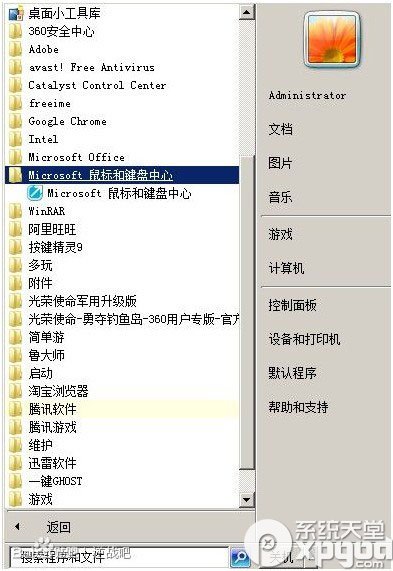 桌面小工具库
360安全中心
Adobe
avast! Free Antivirus
Catalyst Control Center
freeime
Google Chrome
Intel
Microsoft Office
Microsoft 鼠标和键盘中心
Microsoft 鼠标和键盘中心
WinRAR
阿里旺旺
按键精灵9
多玩
附件
光荣使命军用升级版
光荣使命-勇夺钓鱼岛-360用户专版-官方
简单游
鲁大师
启动
淘宝浏览器
腾讯软件
腾讯游戏
维护
迅雷软件
一键GHOST
游戏
返回
搜索程序和文件
Administrator
文档
图片
音乐
游戏
计算机
控制面板
设备和打印机
默认程序
帮助和支持
关机
系统天堂
xpgod